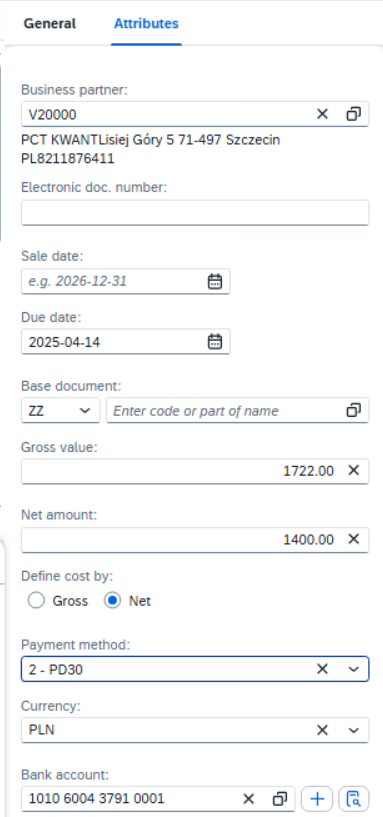 General Attributes
Business partner:
V20000
PCT KWANTLisiej Góry 5 71-497 Szczecin
PL8211876411
Electronic doc. number:
Sale date:
e.g. 2026-12-31
Due date:
2025-04-14
Base document:
ZZ Enter code or part of name
Gross value:
1722.00
Net amount:
1400.00
Define cost by:
Gross Net
Payment method:
2 - PD30
Currency:
PLN
Bank account:
1010 6004 3791 0001